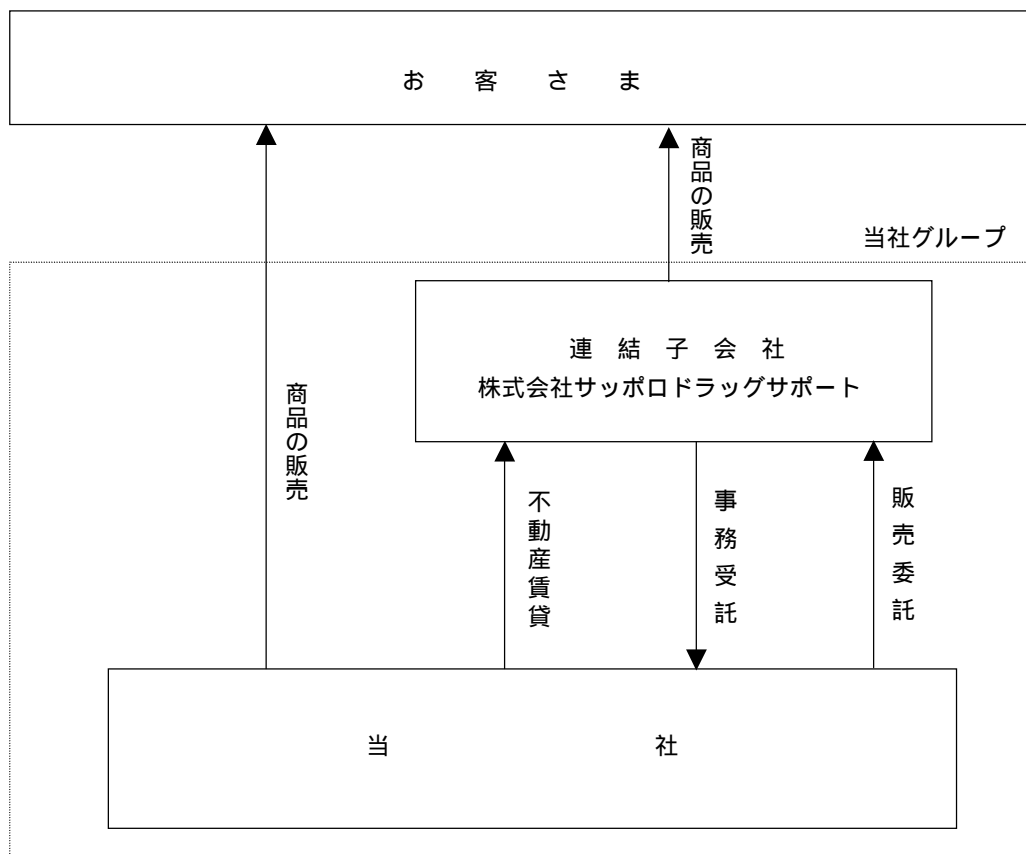 お客さま
商品の販売
当社グループ
連結子会社
株式会社サッポロドラッグサポート
商品の販売
不動産賃貸
事務受託
販売委託
当社